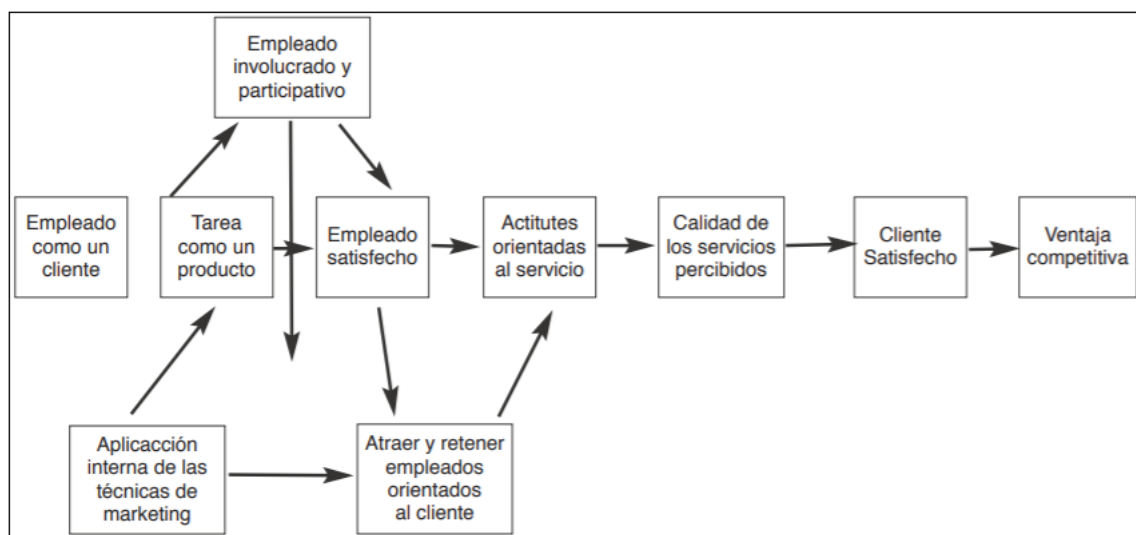 Empleado
involucrado y
participativo
Empleado
como un
cliente
Tarea
como un
producto
Empleado
satisfecho
Actitutes
orientadas
al servicio
Calidad de
los servicios
percibidos
Cliente
Satisfecho
Ventaja
competitiva
Aplicacción
interna de las
técnicas de
marketing
Atraer y retener
empleados
orientados
al cliente